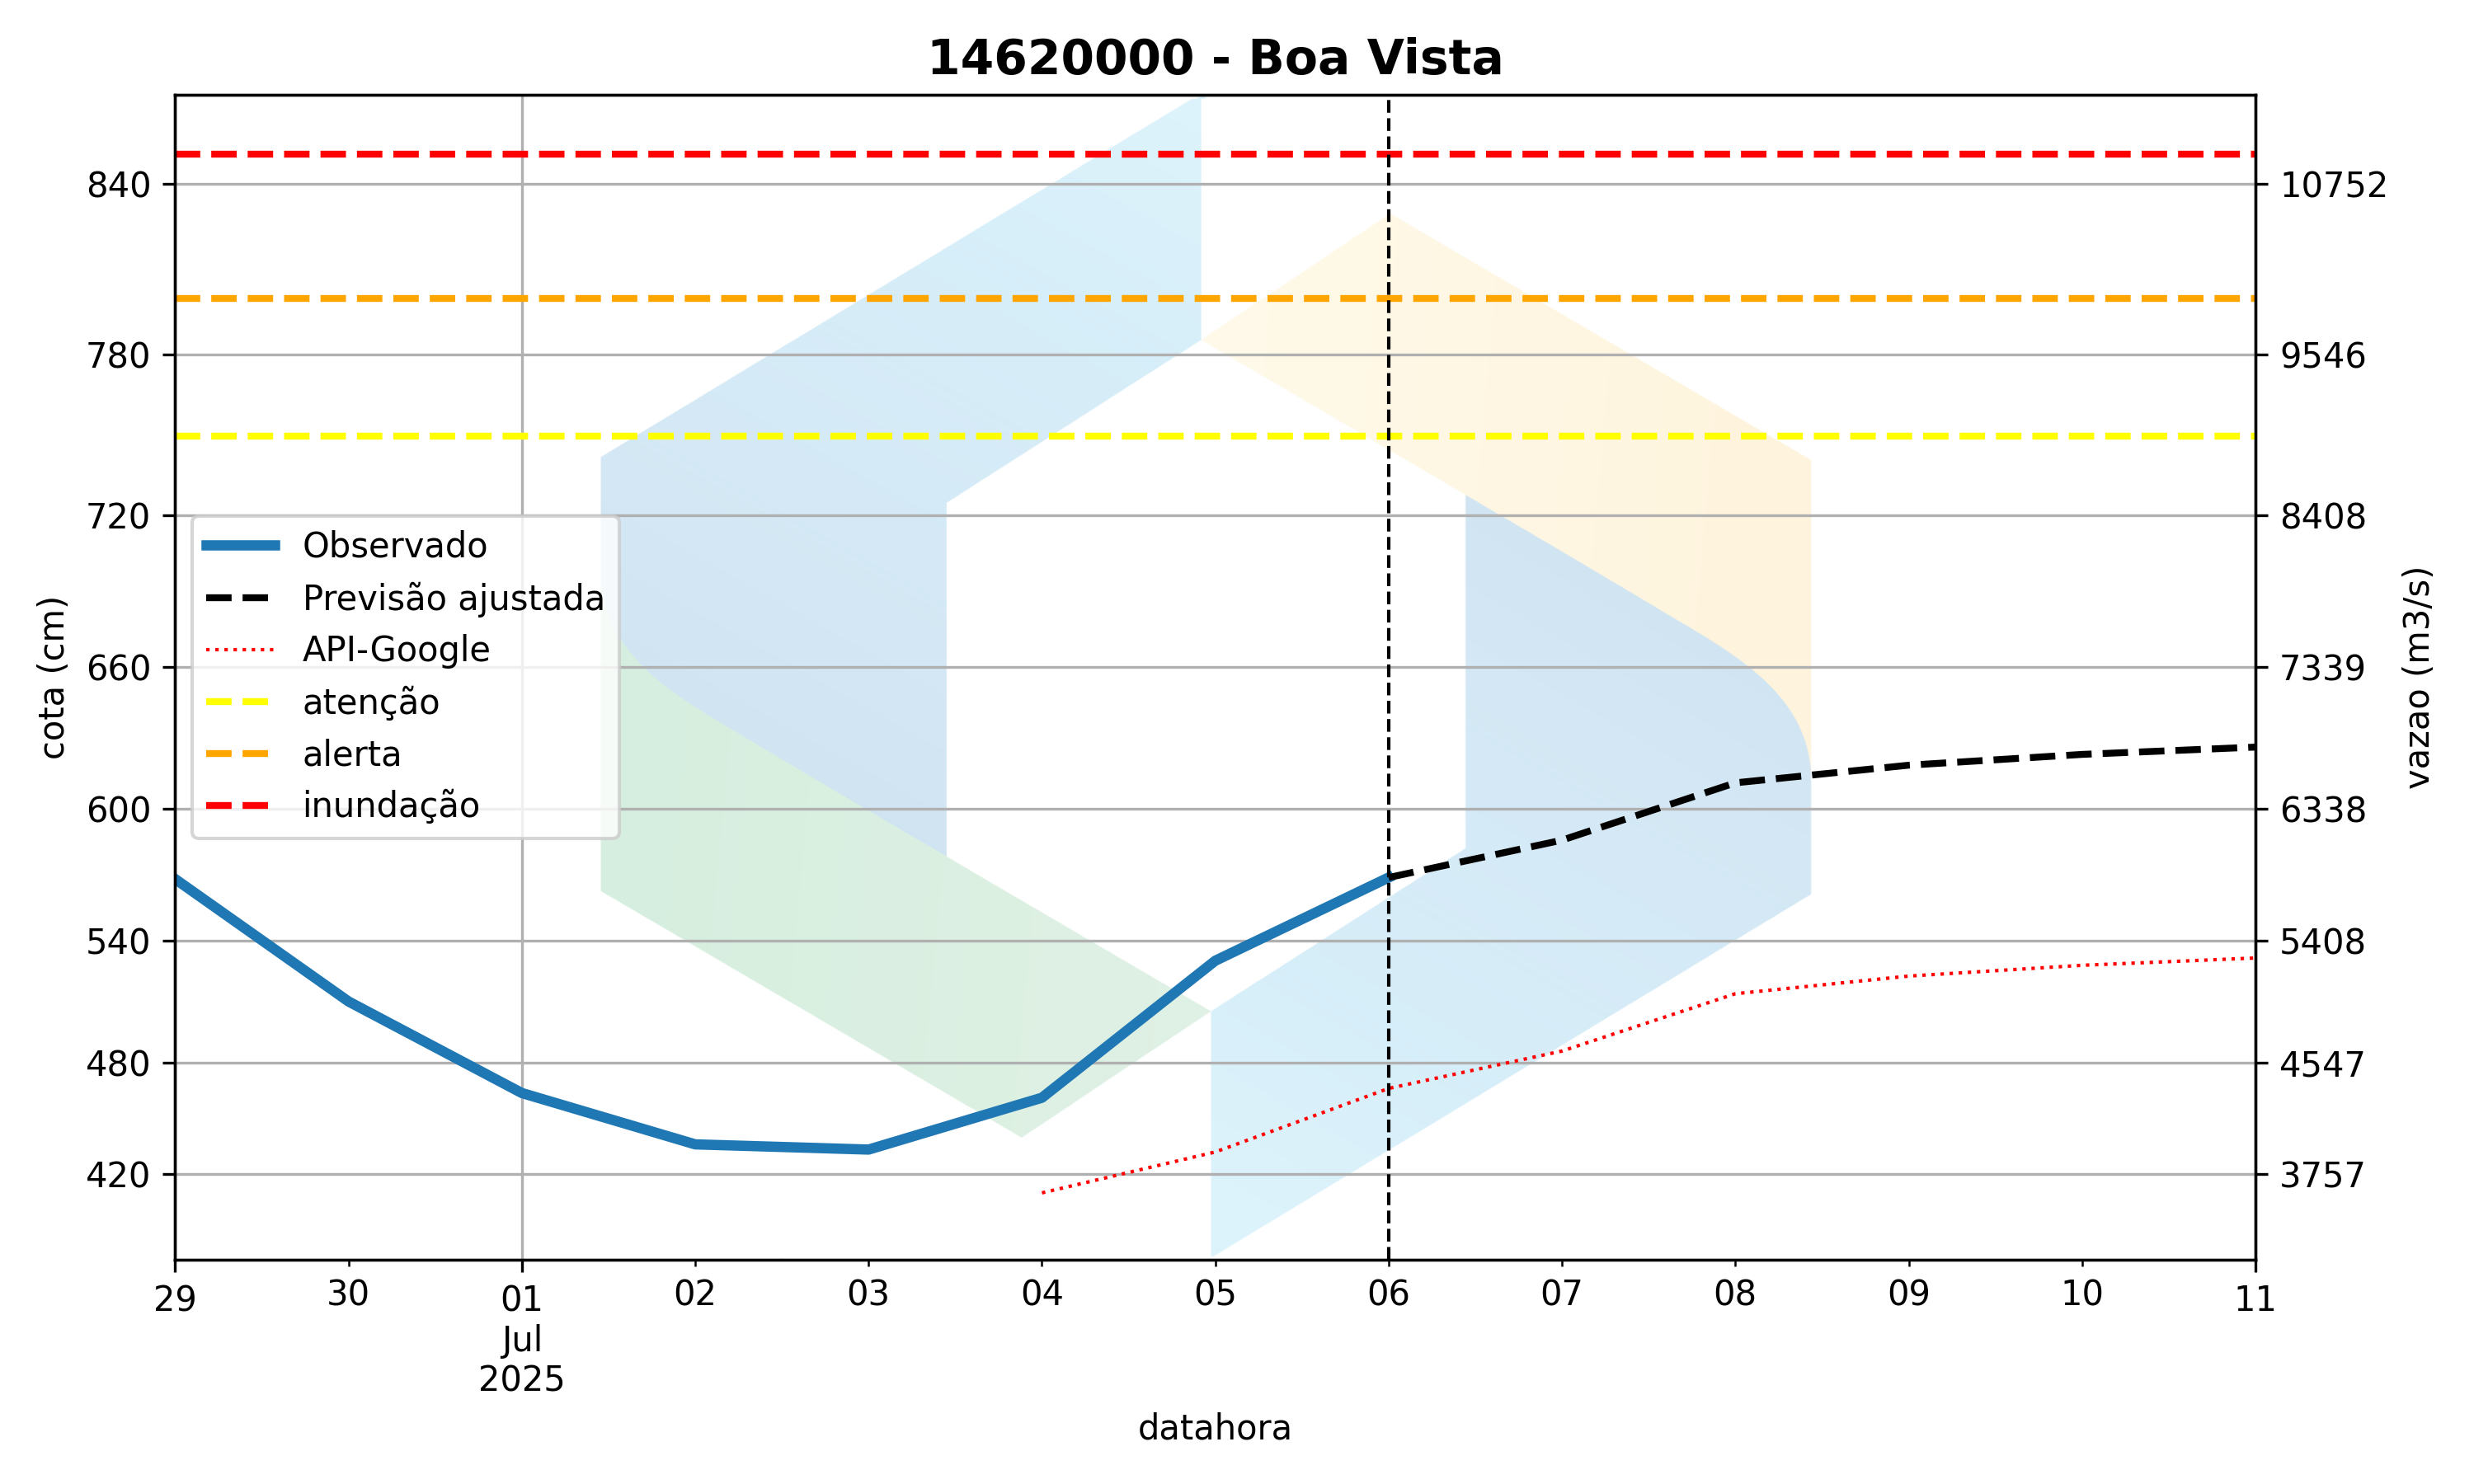 14620000 - Boa Vista
840
780
720
660
600
540
480
420
cota (cm)
10752
9546
8408
7339
6338
5408
4547
3757
vazao (m3/s)
Observado
Previsão ajustada
API-Google
atenção
alerta
inundação
29 30 01 02 03 04 05 06 07 08 09 10 11
Jul
2025
datahora